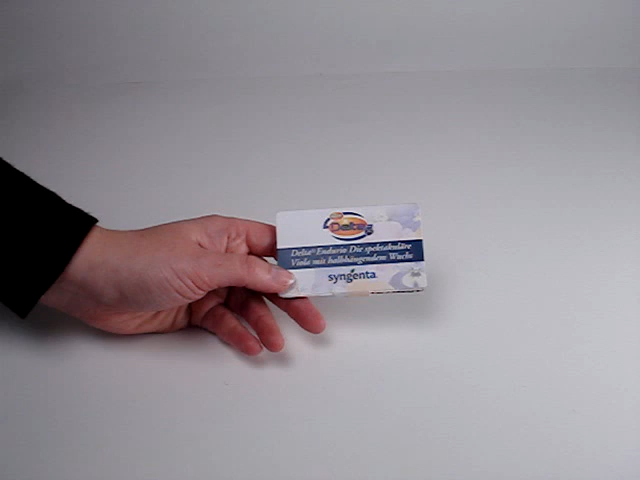 Delta
Delta® Endurio Die spektakuläre
Viola mit halbhängendem Wuchs
syngenta